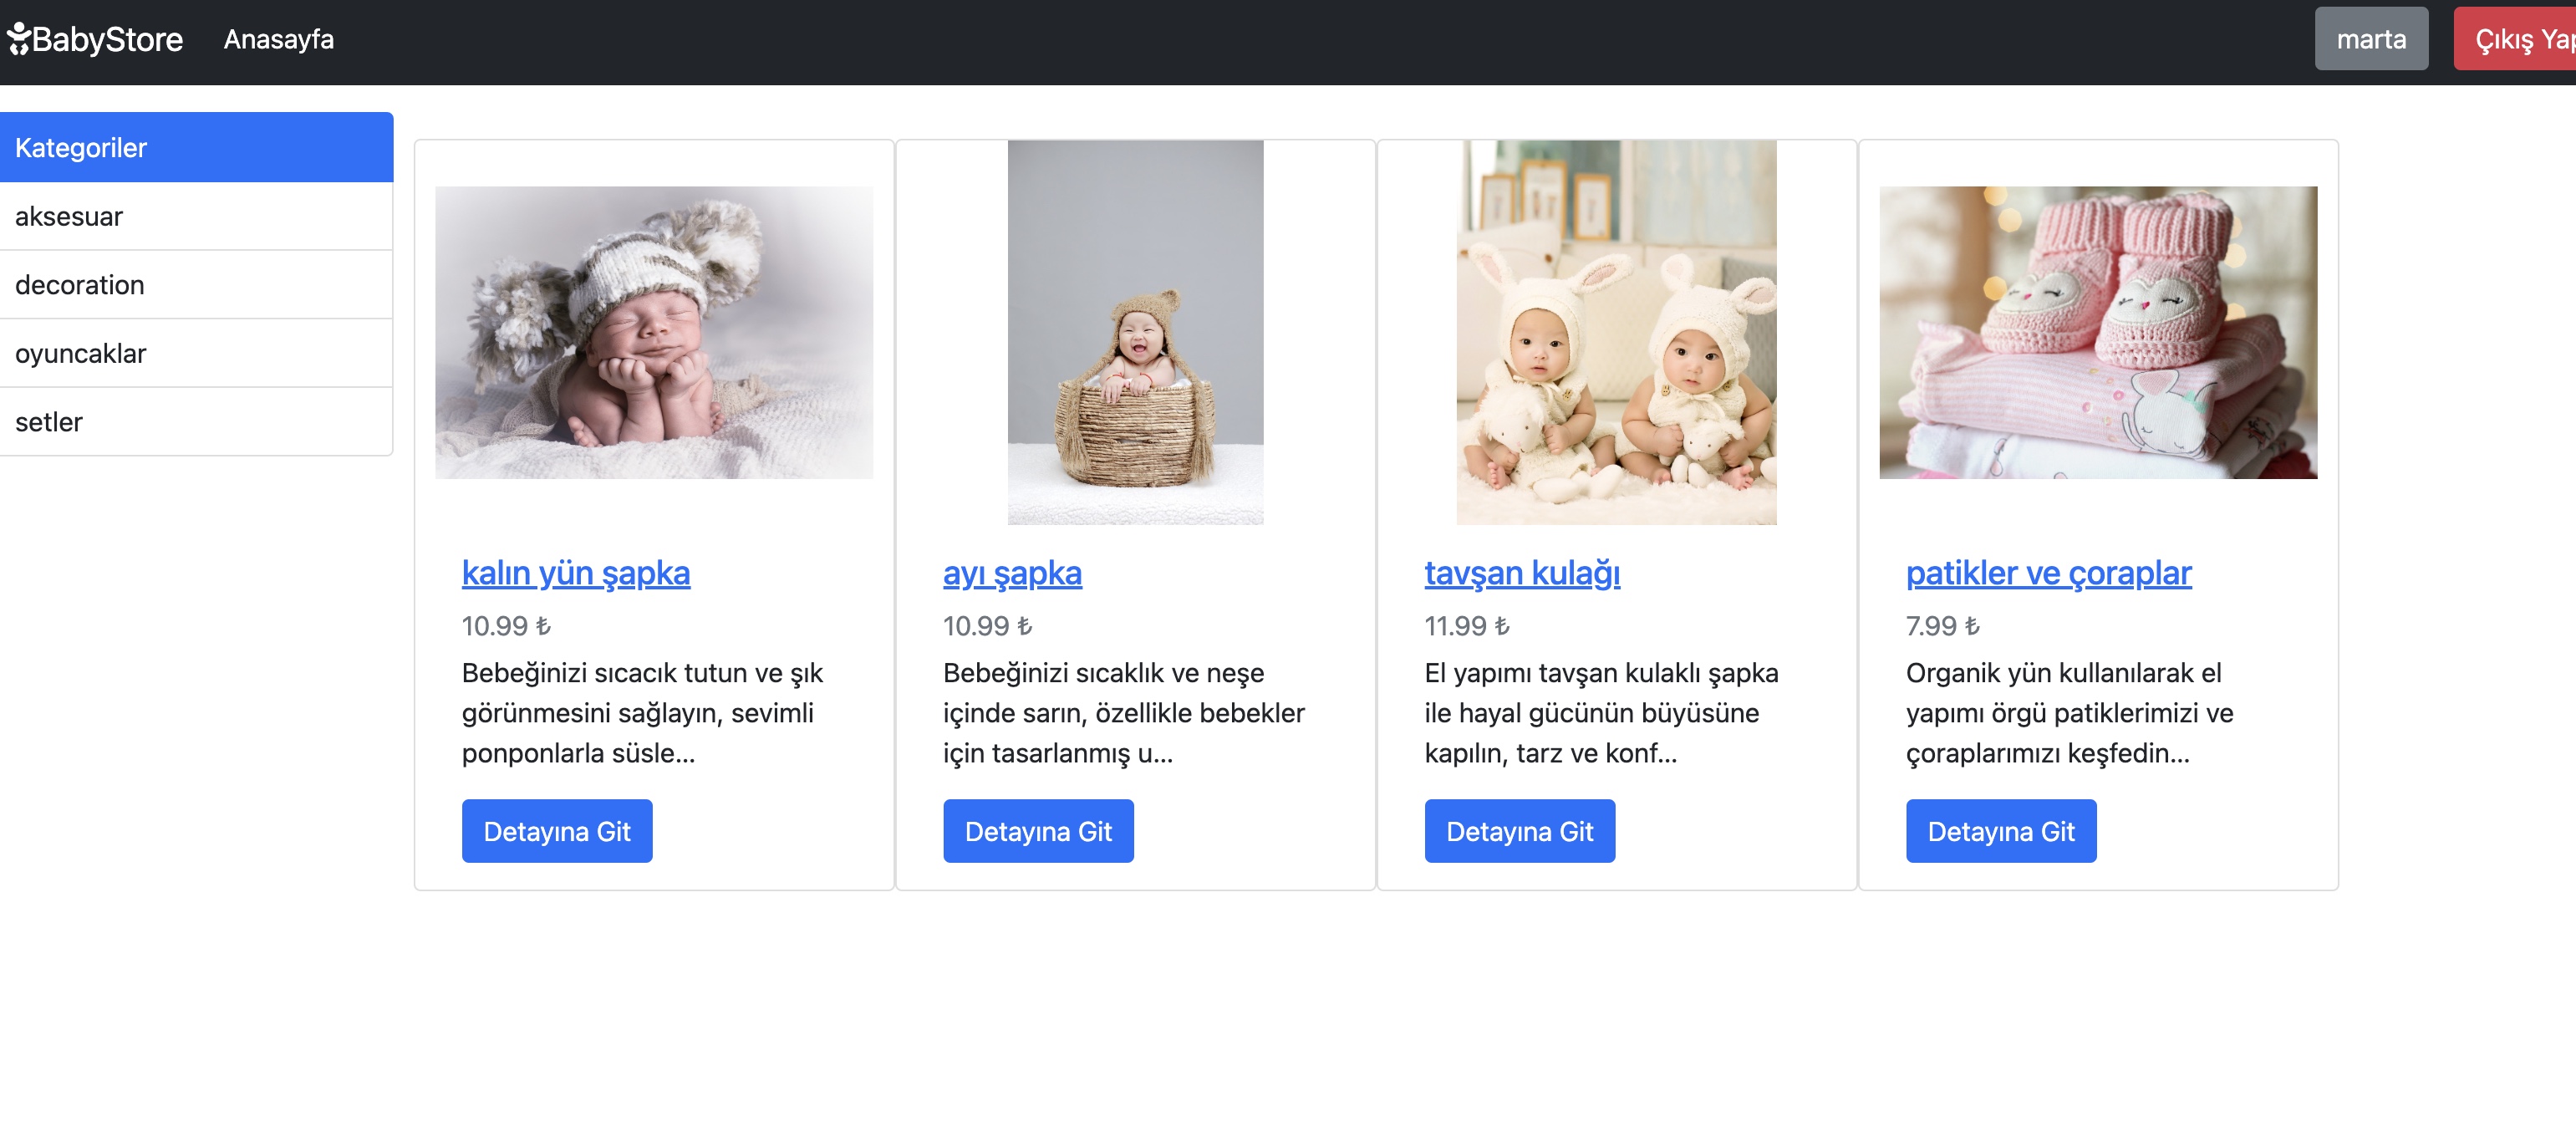 BabyStore
Anasayfa
marta
Çıkış Yap
Kategoriler
aksesuar
decoration
oyuncaklar
setler
kalın yün şapka
10.99 ₺
Bebeğinizi sıcacık tutun ve şık
görünmesini sağlayın, sevimli
ponponlarla süsle...
Detayına Git
ayı şapka
10.99 ₺
Bebeğinizi sıcaklık ve neşe
içinde sarın, özellikle bebekler
için tasarlanmış u...
Detayına Git
tavşan kulağı
11.99 ₺
El yapımı tavşan kulaklı şapka
ile hayal gücünün büyüsüne
kapılın, tarz ve konf...
Detayına Git
patikler ve çoraplar
7.99 ₺
Organik yün kullanılarak el
yapımı örgü patiklerimizi ve
çoraplarımızı keşfedin...
Detayına Git